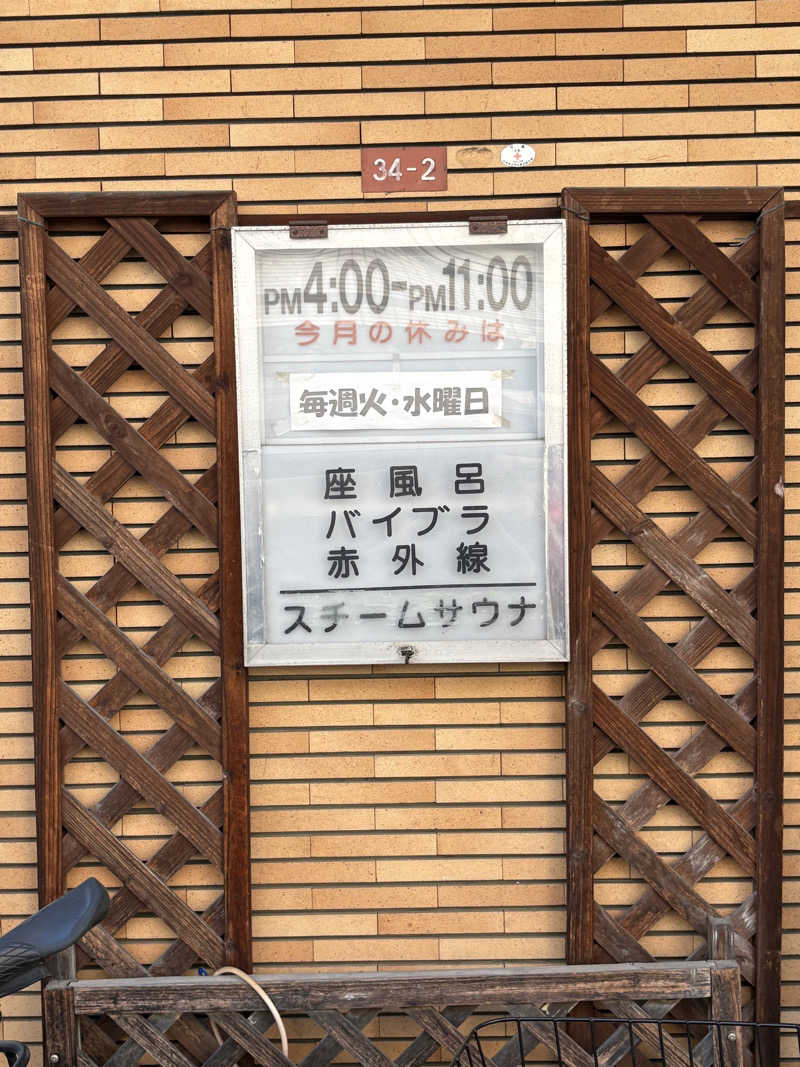 34-2
PM4:00-PM11:00
今月の休みは
毎週火・水曜日
座風呂
バイブラ
赤外線
スチームサウナ